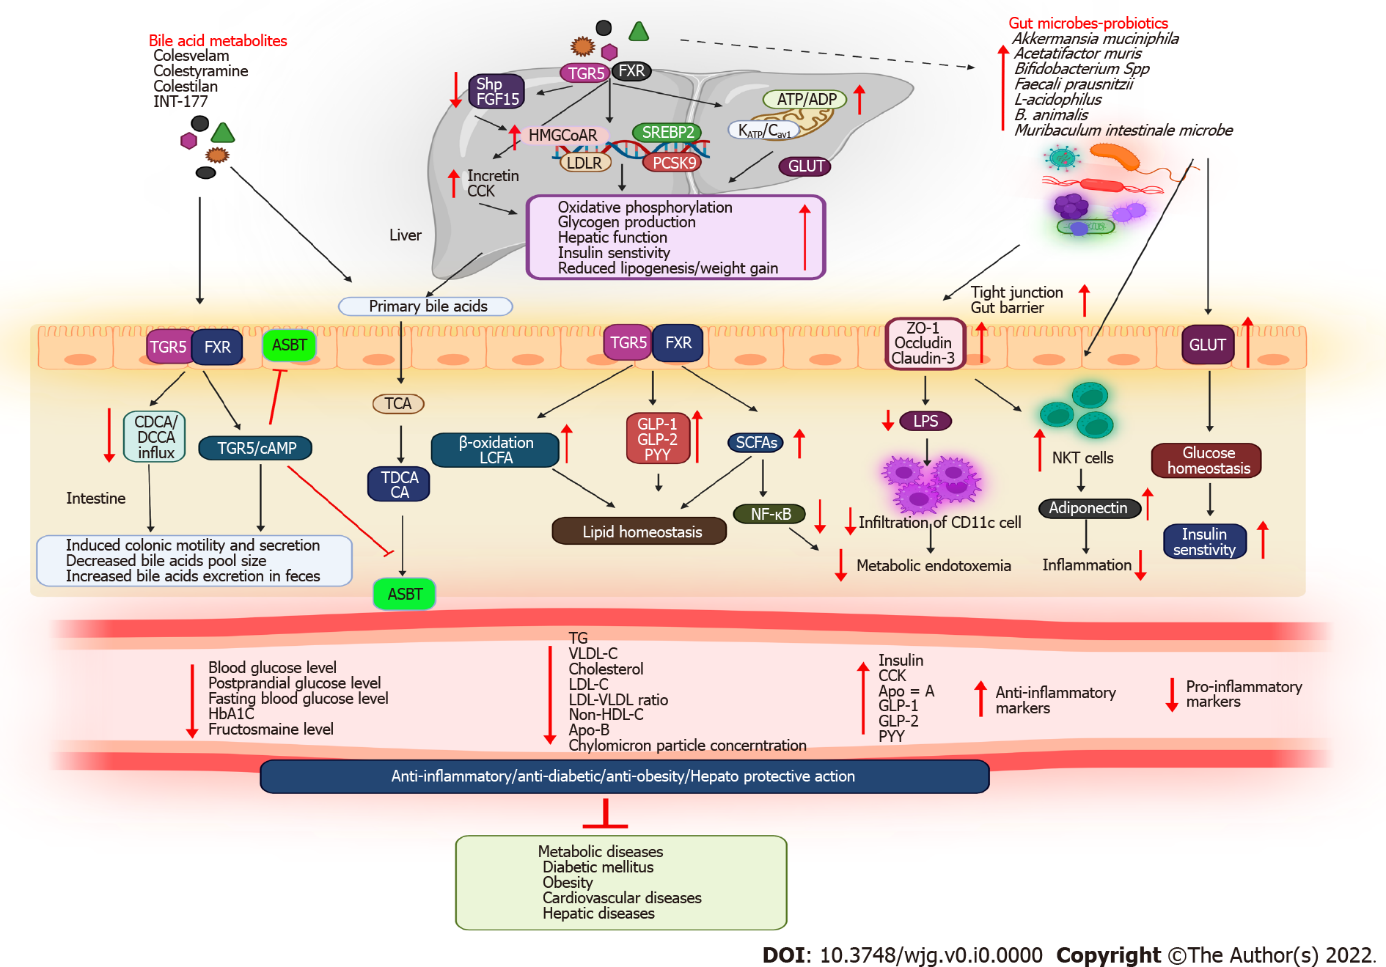 Bile acid metabolites
Colesvelam
Colestyramine
Colestilan
INT-177
TGR5
FXR
Shp
FGF15
HMGCoAR
SREBP2
LDLR
PCSK9
ATP/ADP
KATP/Cav1
GLUT
Incretin
CCK
Liver
Oxidative phosphorylation
Glycogen production
Hepatic function
Insulin senstivity
Reduced lipogenesis/weight gain
Gut microbes-probiotics
Akkermansia muciniphila
Acetatifactor muris
Bifidobacterium Spp
Faecali prausnitzii
L-acidophilus
B. animalis
Muribaculum intestinale microbe
Primary bile acids
Tight junction
Gut barrier
TGR5
FXR
ASBT
TGR5
FXR
ZO-1
Occludin
Claudin-3
GLUT
CDCA/
DCCA
influx
TGR5/cAMP
TCA
TDCA
CA
β-oxidation
LCFA
GLP-1
GLP-2
PYY
SCFAs
LPS
NKT cells
Glucose
homeostasis
Intestine
Lipid homeostasis
NF-κB
Infiltration of CD11c cell
Adiponectin
Insulin
senstivity
Induced colonic motility and secretion
Decreased bile acids pool size
Increased bile acids excretion in feces
Metabolic endotoxemia
Inflammation
ASBT
Blood glucose level
Postprandial glucose level
Fasting blood glucose level
HbA1C
Fructosmaine level
TG
VLDL-C
Cholesterol
LDL-C
LDL-VLDL ratio
Non-HDL-C
Apo-B
Chylomicron particle concerntration
Insulin
CCK
Apo = A
GLP-1
GLP-2
PYY
Anti-inflammatory
markers
Pro-inflammatory
markers
Anti-inflammatory/anti-diabetic/anti-obesity/Hepato protective action
Metabolic diseases
Diabetic mellitus
Obesity
Cardiovascular diseases
Hepatic diseases
DOI: 10.3748/wjg.v0.i0.0000 Copyright ©The Author(s) 2022.